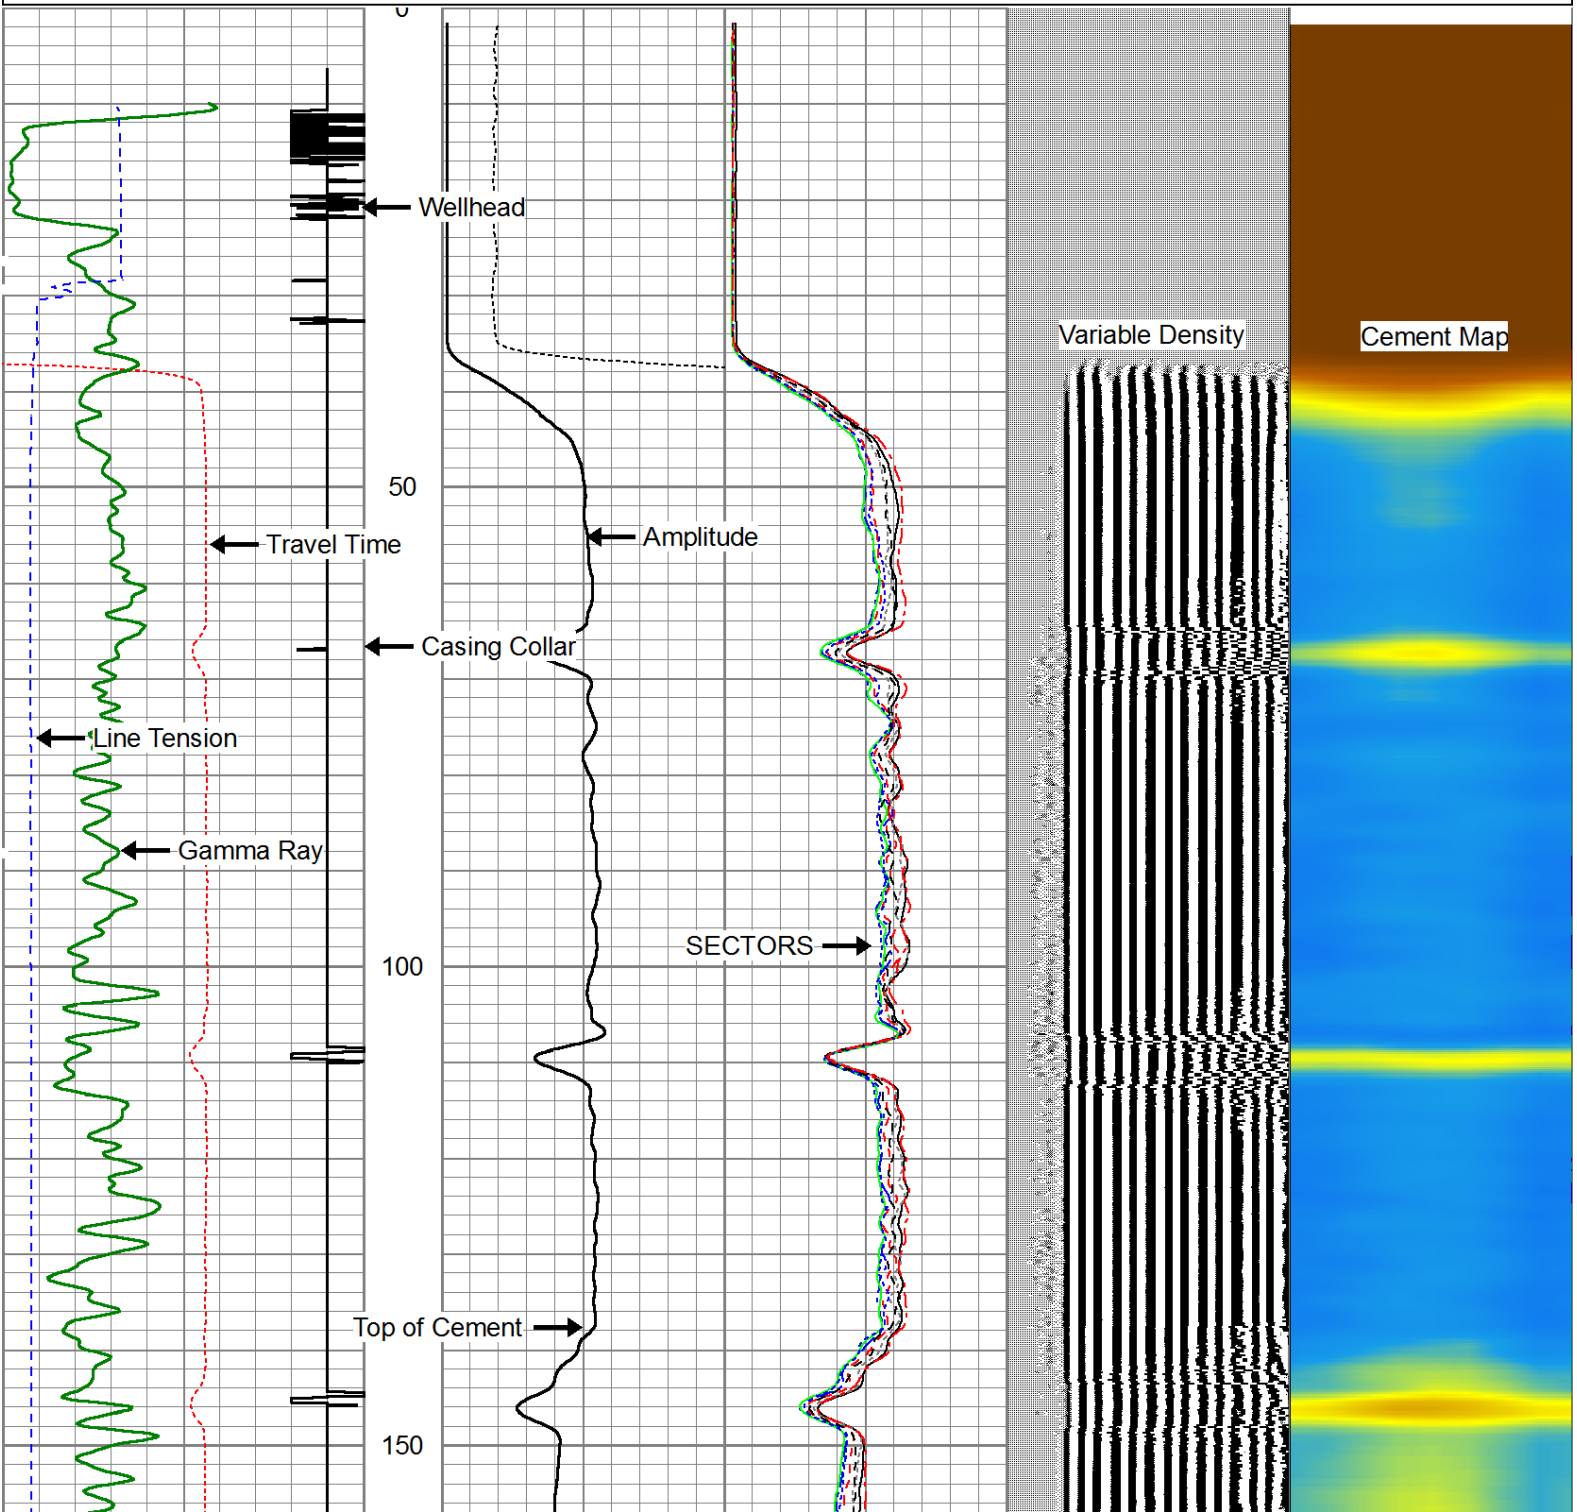 0
Wellhead
Variable Density
Cement Map
50
Amplitude
Travel Time
Casing Collar
Line Tension
Gamma Ray
SECTORS
100
Top of Cement
150